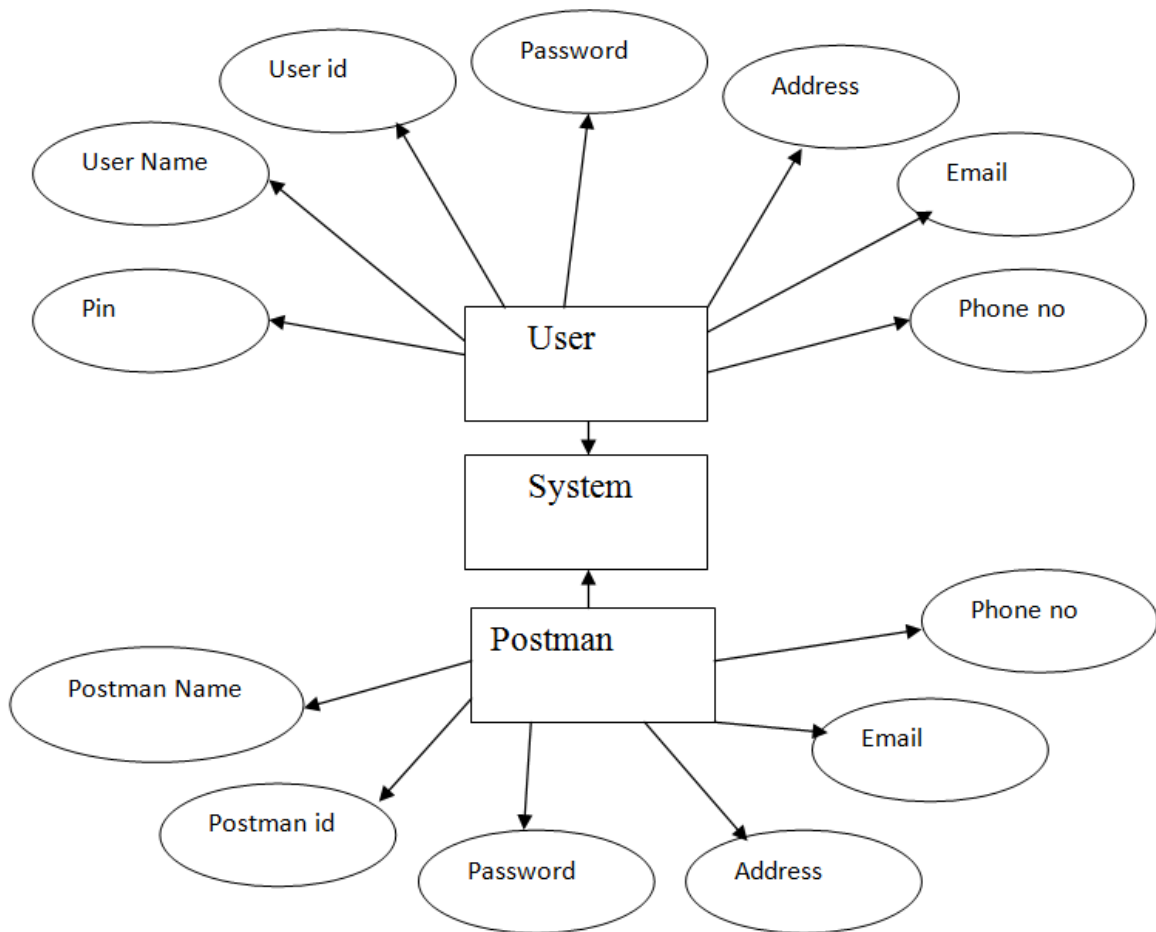 Password
User id
Address
User Name
Email
Pin
Phone no
User
System
Postman
Phone no
Postman Name
Email
Postman id
Password
Address